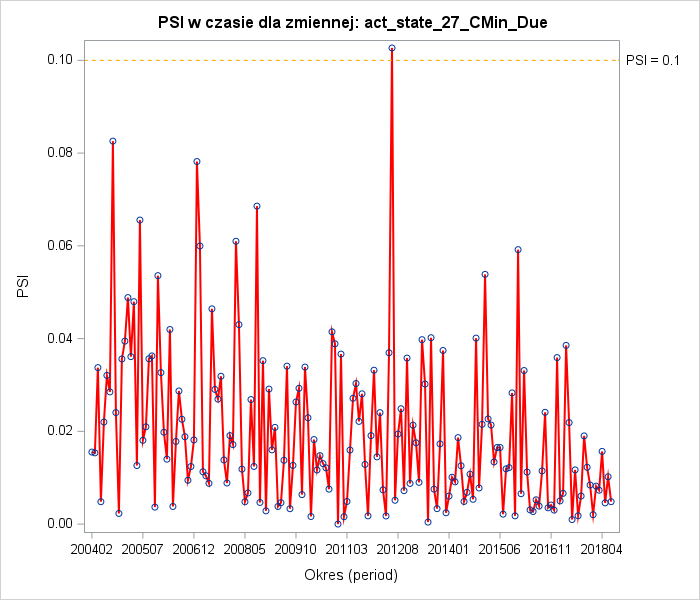 PSI w czasie dla zmiennej: act_state_27_CMin_Due
PSI = 0.1
0.10
0.08
0.06
0.04
0.02
0.00
PSI
200402 200507 200612 200805 200910 201103 201208 201401 201506 201611 201804
Okres (period)